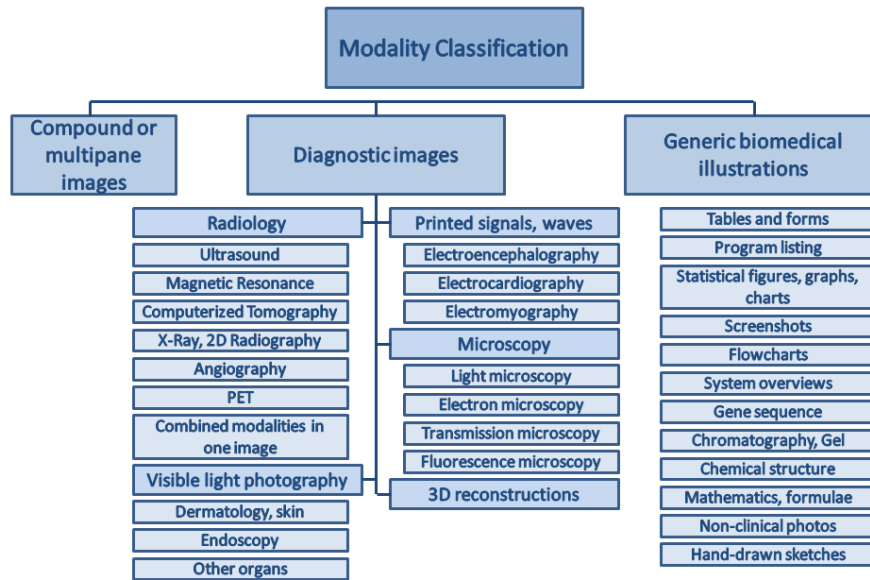 Modality Classification
Compound or
multipane
images
Diagnostic images
Generic biomedical
illustrations
Radiology
Ultrasound
Magnetic Resonance
Computerized Tomography
X-Ray, 2D Radiography
Angiography
PET
Combined modalities in
one image
Visible light photography
Dermatology, skin
Endoscopy
Other organs
Printed signals, waves
Electroencephalography
Electrocardiography
Electromyography
Microscopy
Light microscopy
Electron microscopy
Transmission microscopy
Fluorescence microscopy
3D reconstructions
Tables and forms
Program listing
Statistical figures, graphs,
charts
Screenshots
Flowcharts
System overviews
Gene sequence
Chromatography, Gel
Chemical structure
Mathematics, formulae
Non-clinical photos
Hand-drawn sketches